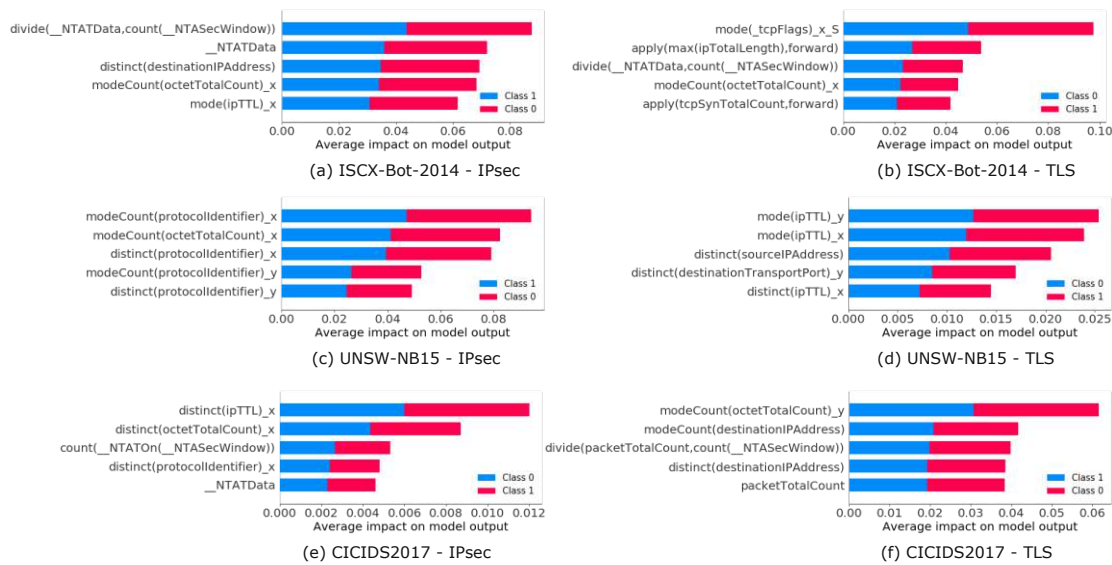 divide(__NTATData,count(__NTASecWindow))
__NTATData
distinct(destinationIPAddress)
modeCount(octetTotalCount)_x
mode(ipTTL)_x
Class 1
Class 0
0.00 0.02 0.04 0.06 0.08
Average impact on model output
(a) ISCX-Bot-2014 - IPsec
mode(_tcpFlags)_x_S
apply(max(ipTotalLength),forward)
divide(__NTATData,count(__NTASecWindow))
modeCount(octetTotalCount)_x
apply(tcpSynTotalCount,forward)
Class 0
Class 1
0.00 0.02 0.04 0.06 0.08 0.10
Average impact on model output
(b) ISCX-Bot-2014 - TLS
modeCount(protocolIdentifier)_x
modeCount(octetTotalCount)_x
distinct(protocolIdentifier)_x
modeCount(protocolIdentifier)_y
distinct(protocolIdentifier)_y
Class 1
Class 0
0.00 0.02 0.04 0.06 0.08
Average impact on model output
(c) UNSW-NB15 - IPsec
mode(ipTTL)_y
mode(ipTTL)_x
distinct(sourceIPAddress)
distinct(destinationTransportPort)_y
distinct(ipTTL)_x
Class 0
Class 1
0.000 0.005 0.010 0.015 0.020 0.025
Average impact on model output
(d) UNSW-NB15 - TLS
distinct(ipTTL)_x
distinct(octetTotalCount)_x
count(__NTATOn(__NTASecWindow))
distinct(protocolIdentifier)_x
__NTATData
Class 0
Class 1
0.000 0.002 0.004 0.006 0.008 0.010 0.012
Average impact on model output
(e) CICIDS2017 - IPsec
modeCount(octetTotalCount)_y
modeCount(destinationIPAddress)
divide(packetTotalCount,count(__NTASecWindow))
distinct(destinationIPAddress)
packetTotalCount
Class 1
Class 0
0.00 0.01 0.02 0.03 0.04 0.05 0.06
Average impact on model output
(f) CICIDS2017 - TLS